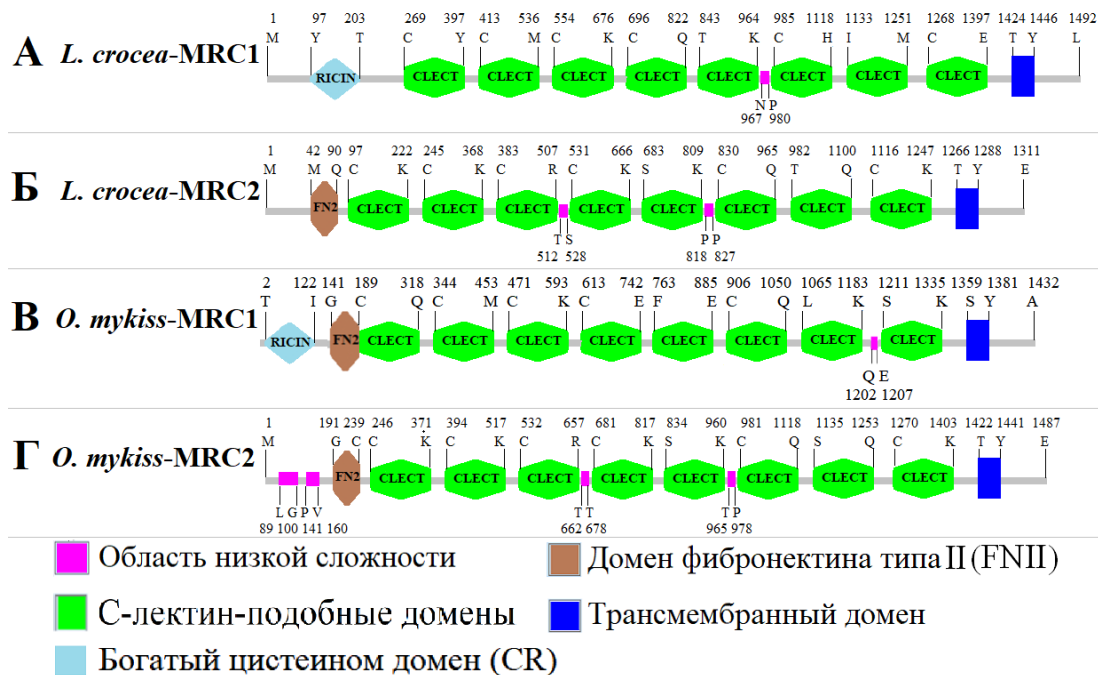 1 97 203 269 397 413 536 554 676 696 822 843 964 985 1118 1133 1251 1268 1397 1424 1446 1492
А L. crocea-MRC1
M Y T C Y C M C K C Q T K C H I M C E T Y L
RICIN CLECT CLECT CLECT CLECT CLECT CLECT CLECT CLECT
N P
967 980
1 42 90 97 222 245 368 383 507 531 666 683 809 830 965 982 1100 1116 1247 1266 1288 1311
Б L. crocea-MRC2
M M Q C K C K C R C K S K C Q T Q C K T Y E
FN2 CLECT CLECT CLECT CLECT CLECT CLECT CLECT CLECT
T S P P
512 528 818 827
2 122 141 189 318 344 453 471 593 613 742 763 885 906 1050 1065 1183 1211 1335 1359 1381 1432
В O. mykiss-MRC1
T I G C Q C M C K C E F E C Q L K S K S Y A
RICIN FN2 CLECT CLECT CLECT CLECT CLECT CLECT CLECT CLECT
Q E
1202 1207
1 191 239 246 371 394 517 532 657 681 817 834 960 981 1118 1135 1253 1270 1403 1422 1441 1487
Г O. mykiss-MRC2
M G C C K C K C R C K S K C Q S Q C K T Y E
FN2 CLECT CLECT CLECT CLECT CLECT CLECT CLECT CLECT
L G P V T T T P
89 100 141 160 662 678 965 978
Область низкой сложности
Домен фибронектина типа II (FNII)
С-лектин-подобные домены
Трансмембранный домен
Богатый цистеином домен (CR)